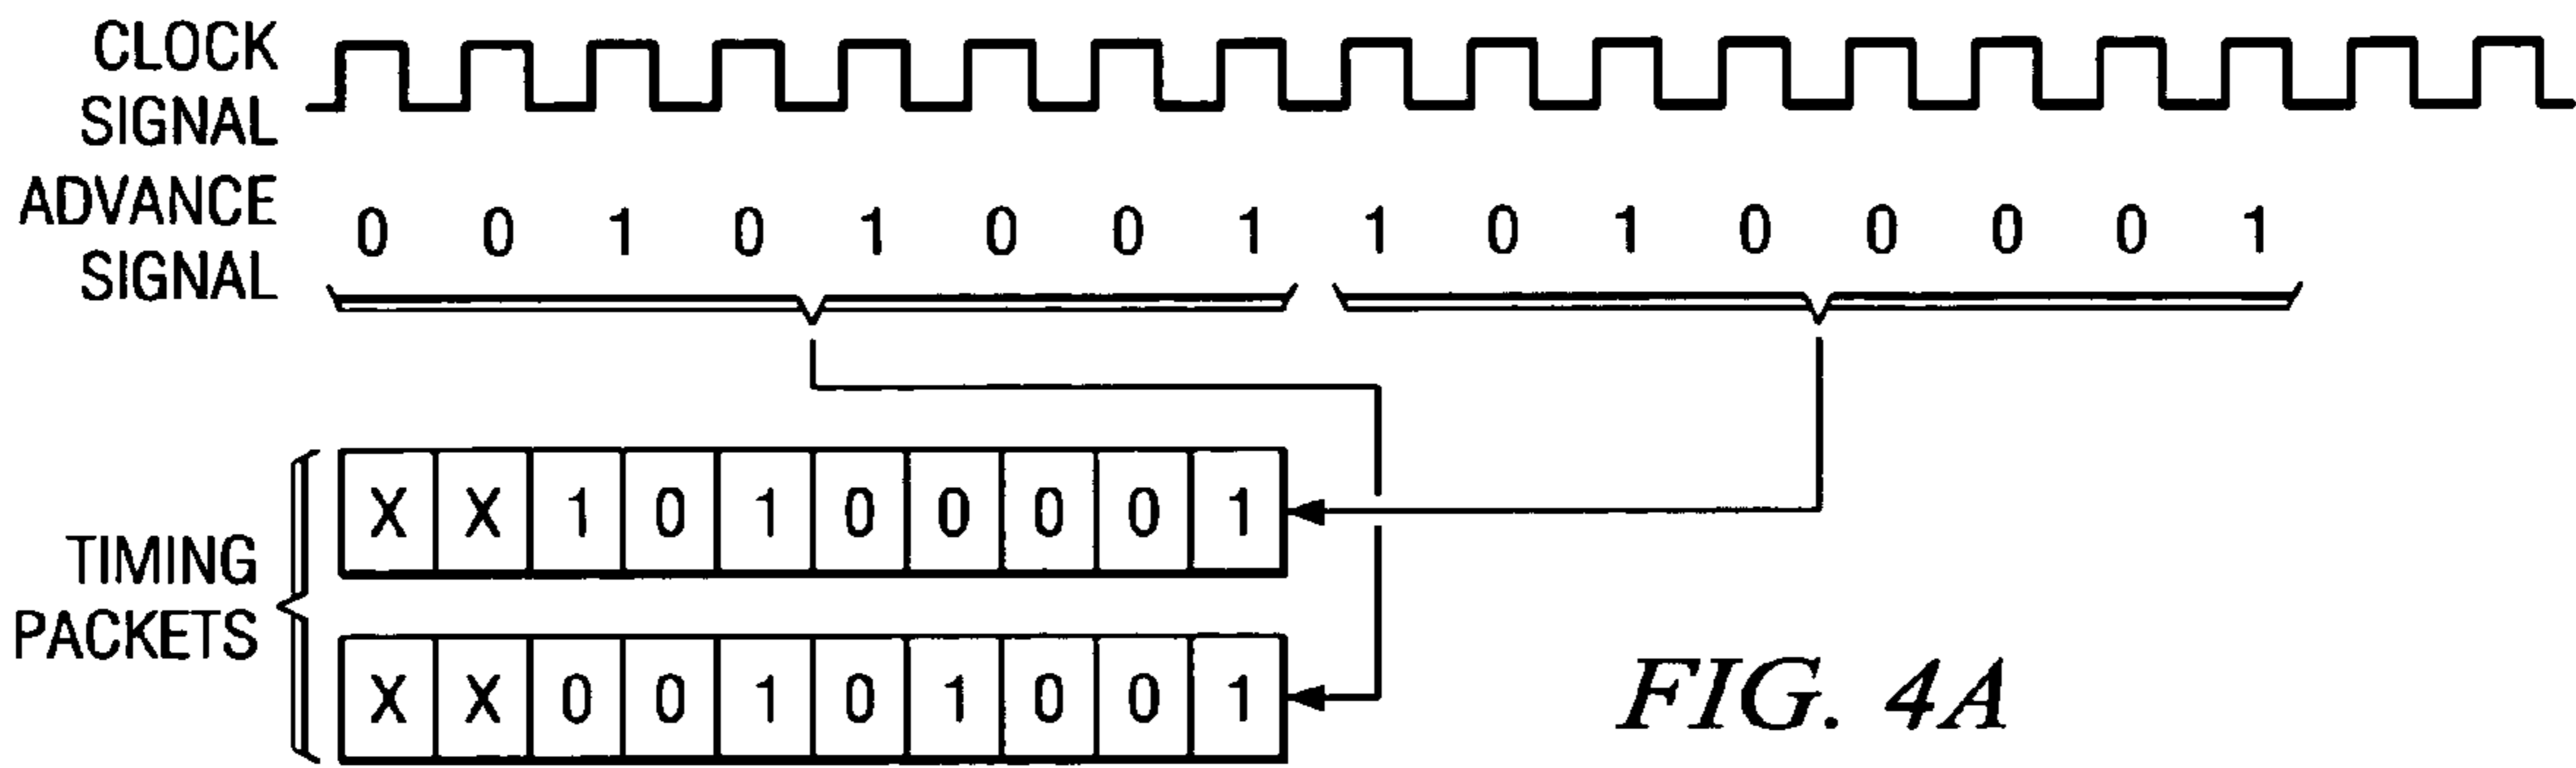 CLOCK
SIGNAL
ADVANCE
SIGNAL
0 0 1 0 1 0 0 1 1 0 1 0 0 0 0 1
TIMING
PACKETS
X X 1 0 1 0 0 0 0 1
X X 0 0 1 0 1 0 0 1
FIG. 4A